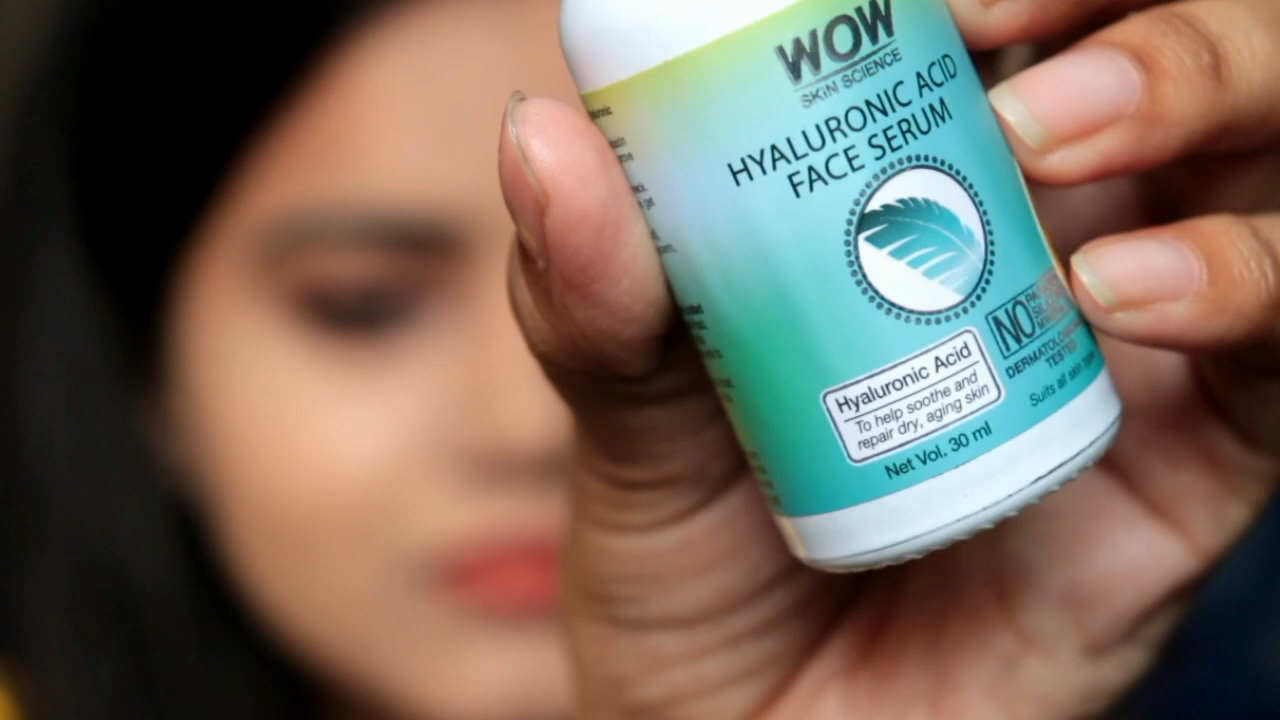 WOW
SKIN SCIENCE
HYALURONIC ACID
FACE SERUM
NO
DERMATOLOGICALLY
TESTED
Suits all skin types
Hyaluronic Acid
To help soothe and
repair dry, aging skin
Net Vol. 30 ml